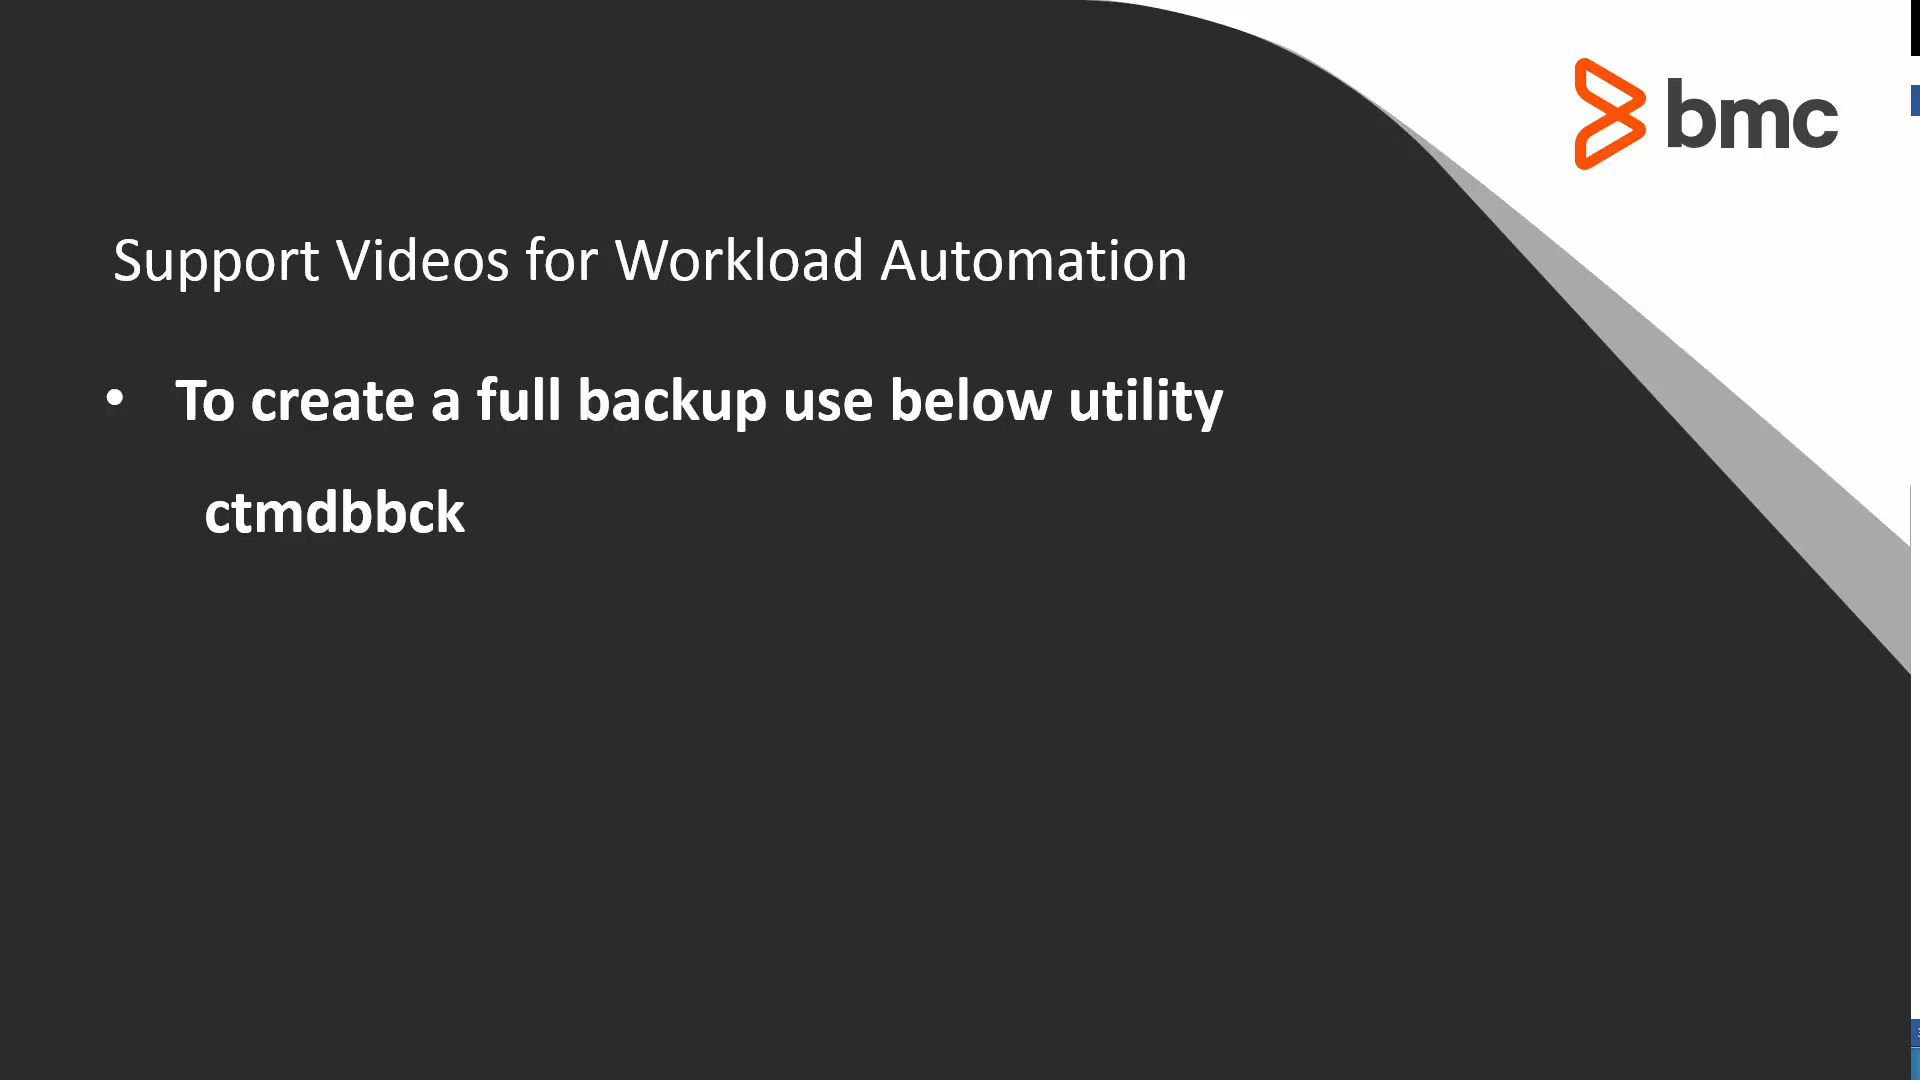 bmc
Support Videos for Workload Automation
• To create a full backup use below utility
ctmdbbck